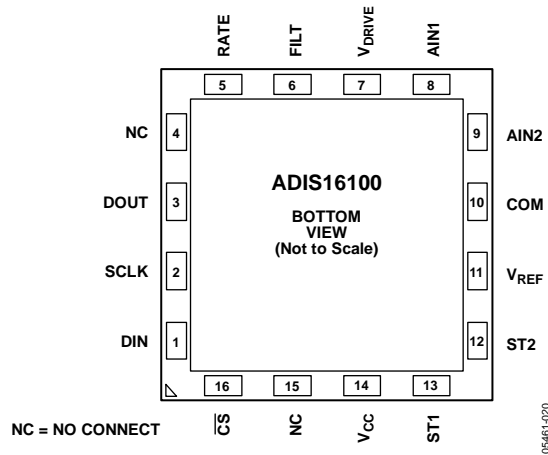 RATE
FILT
VDRIVE
AIN1
5
6
7
8
NC
4
9
AIN2
ADIS16100
BOTTOM
VIEW
(Not to Scale)
DOUT
3
10
COM
SCLK
2
11
VREF
DIN
1
12
ST2
16
15
14
13
NC = NO CONNECT
CS
NC
VCC
ST1
05461-020